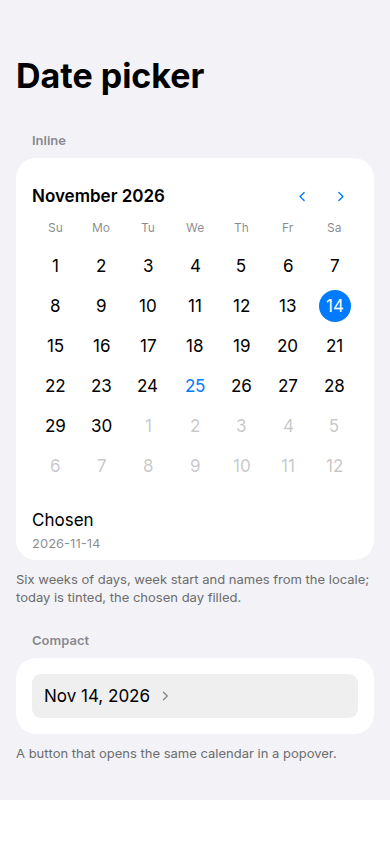 Date picker
Inline
November 2026
Su Mo Tu We Th Fr Sa
1 2 3 4 5 6 7
8 9 10 11 12 13 14
15 16 17 18 19 20 21
22 23 24 25 26 27 28
29 30 1 2 3 4 5
6 7 8 9 10 11 12
Chosen
2026-11-14
Six weeks of days, week start and names from the locale;
today is tinted, the chosen day filled.
Compact
Nov 14, 2026
A button that opens the same calendar in a popover.